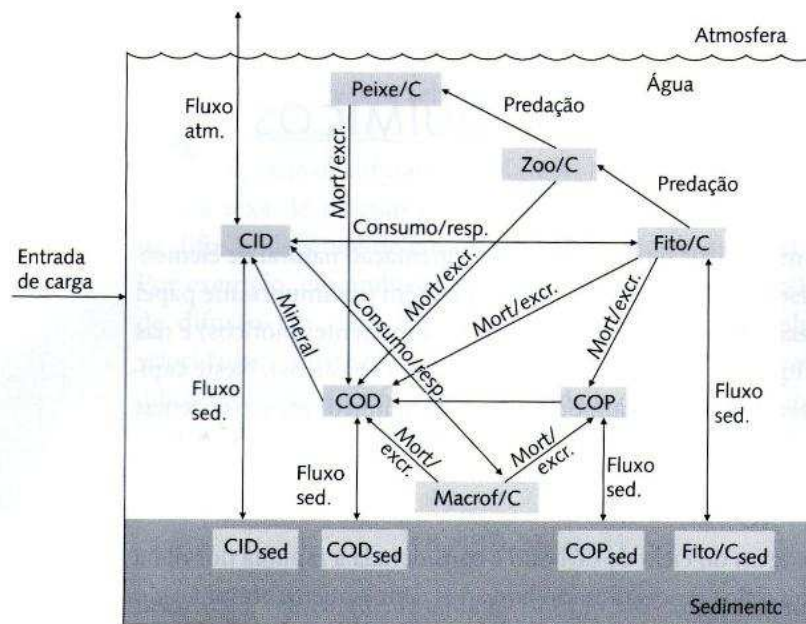 Atmosfera
Água
Peixe/C
Predação
Fluxo
atm.
Zoo/C
Mort/excr.
Predação
Consumo/resp.
CID
Fito/C
Entrada
de carga
Mort/excr.
Mort/excr.
Mort/excr.
Mineral
Consumo/resp.
Fluxo
sed.
COD
COP
Fluxo
sed.
Mort/
excr.
Mort/
excr.
Fluxo
sed.
Fluxo
sed.
Macrof/C
CIDsed
CODsed
COPsed
Fito/Csed
Sedimento